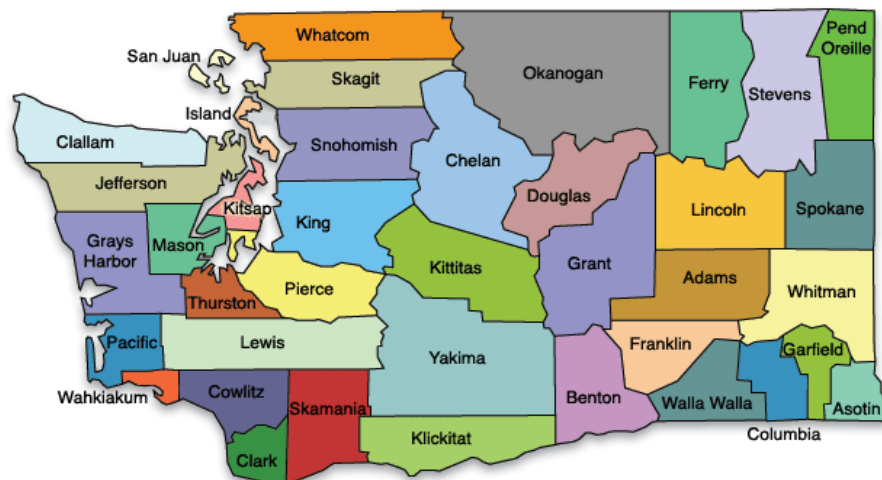 Whatcom
San Juan
Skagit
Okanogan
Pend
Oreille
Ferry
Stevens
Island
Clallam
Snohomish
Chelan
Jefferson
Douglas
Kitsap
King
Lincoln
Spokane
Grays
Harbor
Mason
Kittitas
Grant
Adams
Whitman
Thurston
Pierce
Pacific
Lewis
Yakima
Franklin
Garfield
Wahkiakum
Cowlitz
Skamania
Benton
Walla Walla
Asotin
Columbia
Klickitat
Clark